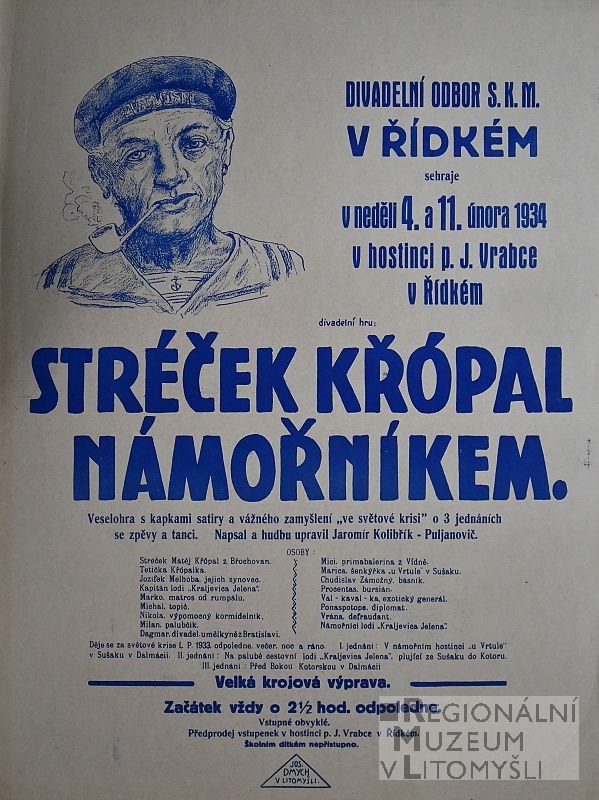 DIVADELNÍ ODBOR S. K. M.
V ŘÍDKÉM
sehraje
v neděli 4. a 11. února 1934
v hostinci p. J. Vrabce
v Řídkém
divadelní hru:
STRÉČEK KŘÓPAL
NÁMOŘNÍKEM.
Veselohra s kapkami satiry a vážného zamyšlení „ve světové krisi" o 3 jednáních
se zpěvy a tanci. Napsal a hudbu upravil Jaromír Kolibřík - Puljanovič.
OSOBY:
Streček Matěj Křópal z Břochovan.
Tetička Křópalka.
Jozífek Melhoba, jejich synovec.
Kapitán lodi „Kraljevica Jelena".
Marko, matros od rumpálu.
Michal, topič.
Nikola, výpomocný kormidelník.
Milan, palubčík.
Dagmar, divadel. umělkyně z Bratislavi.
Mici, primabalerina z Vídně.
Marica, šenkýřka „u Vrtule" v Sušaku.
Chudislav Zámožný, básník.
Procentas, bursián.
Val - kaval - ka, exotický generál.
Ponaspotopa, diplomat.
Vrána, defraudant.
Námořníci lodi „Kraljevica Jelena".
Děje se za světové krise L. P. 1933. odpoledne, večer, noc a ráno. I. jednání: V námořním hostinci „u Vrtule"
v Sušaku v Dalmácii. II. jednání: Na palubě cestovní lodi „Kraljevica Jelena", plující ze Sušaku do Kotoru.
III. jednání: Před Bokou Kotorskou v Dalmácii
Velká krojová výprava.
Začátek vždy o 2½ hod. odpoledne.
Vstupné obvyklé.
Předprodej vstupenek v hostinci p. J. Vrabce v Řídkém.
Školním dítkám nepřístupno.
JOS.
DMYCH
V LITOMYŠLI.
REGIONÁLNÍ
MUZEUM
V LITOMYŠLI